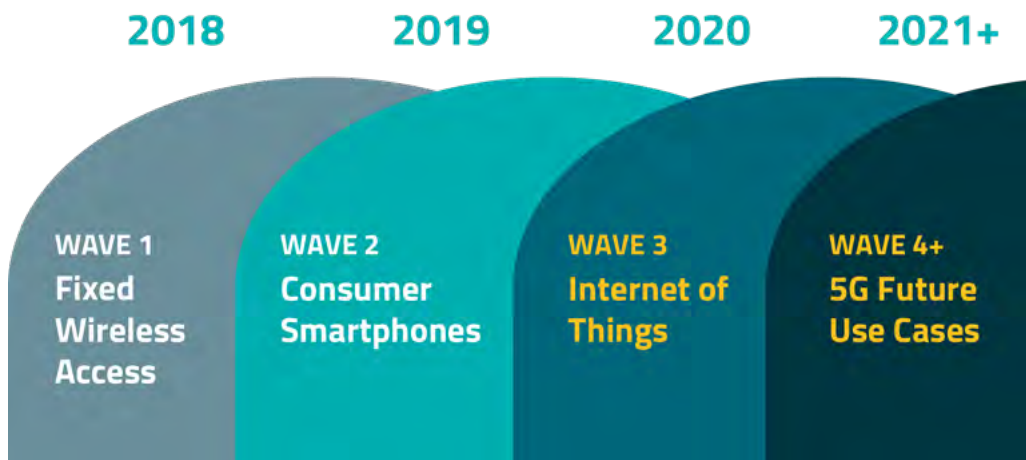 2018
2019
2020
2021+
WAVE 1
Fixed
Wireless
Access
WAVE 2
Consumer
Smartphones
WAVE 3
Internet of
Things
WAVE 4+
5G Future
Use Cases